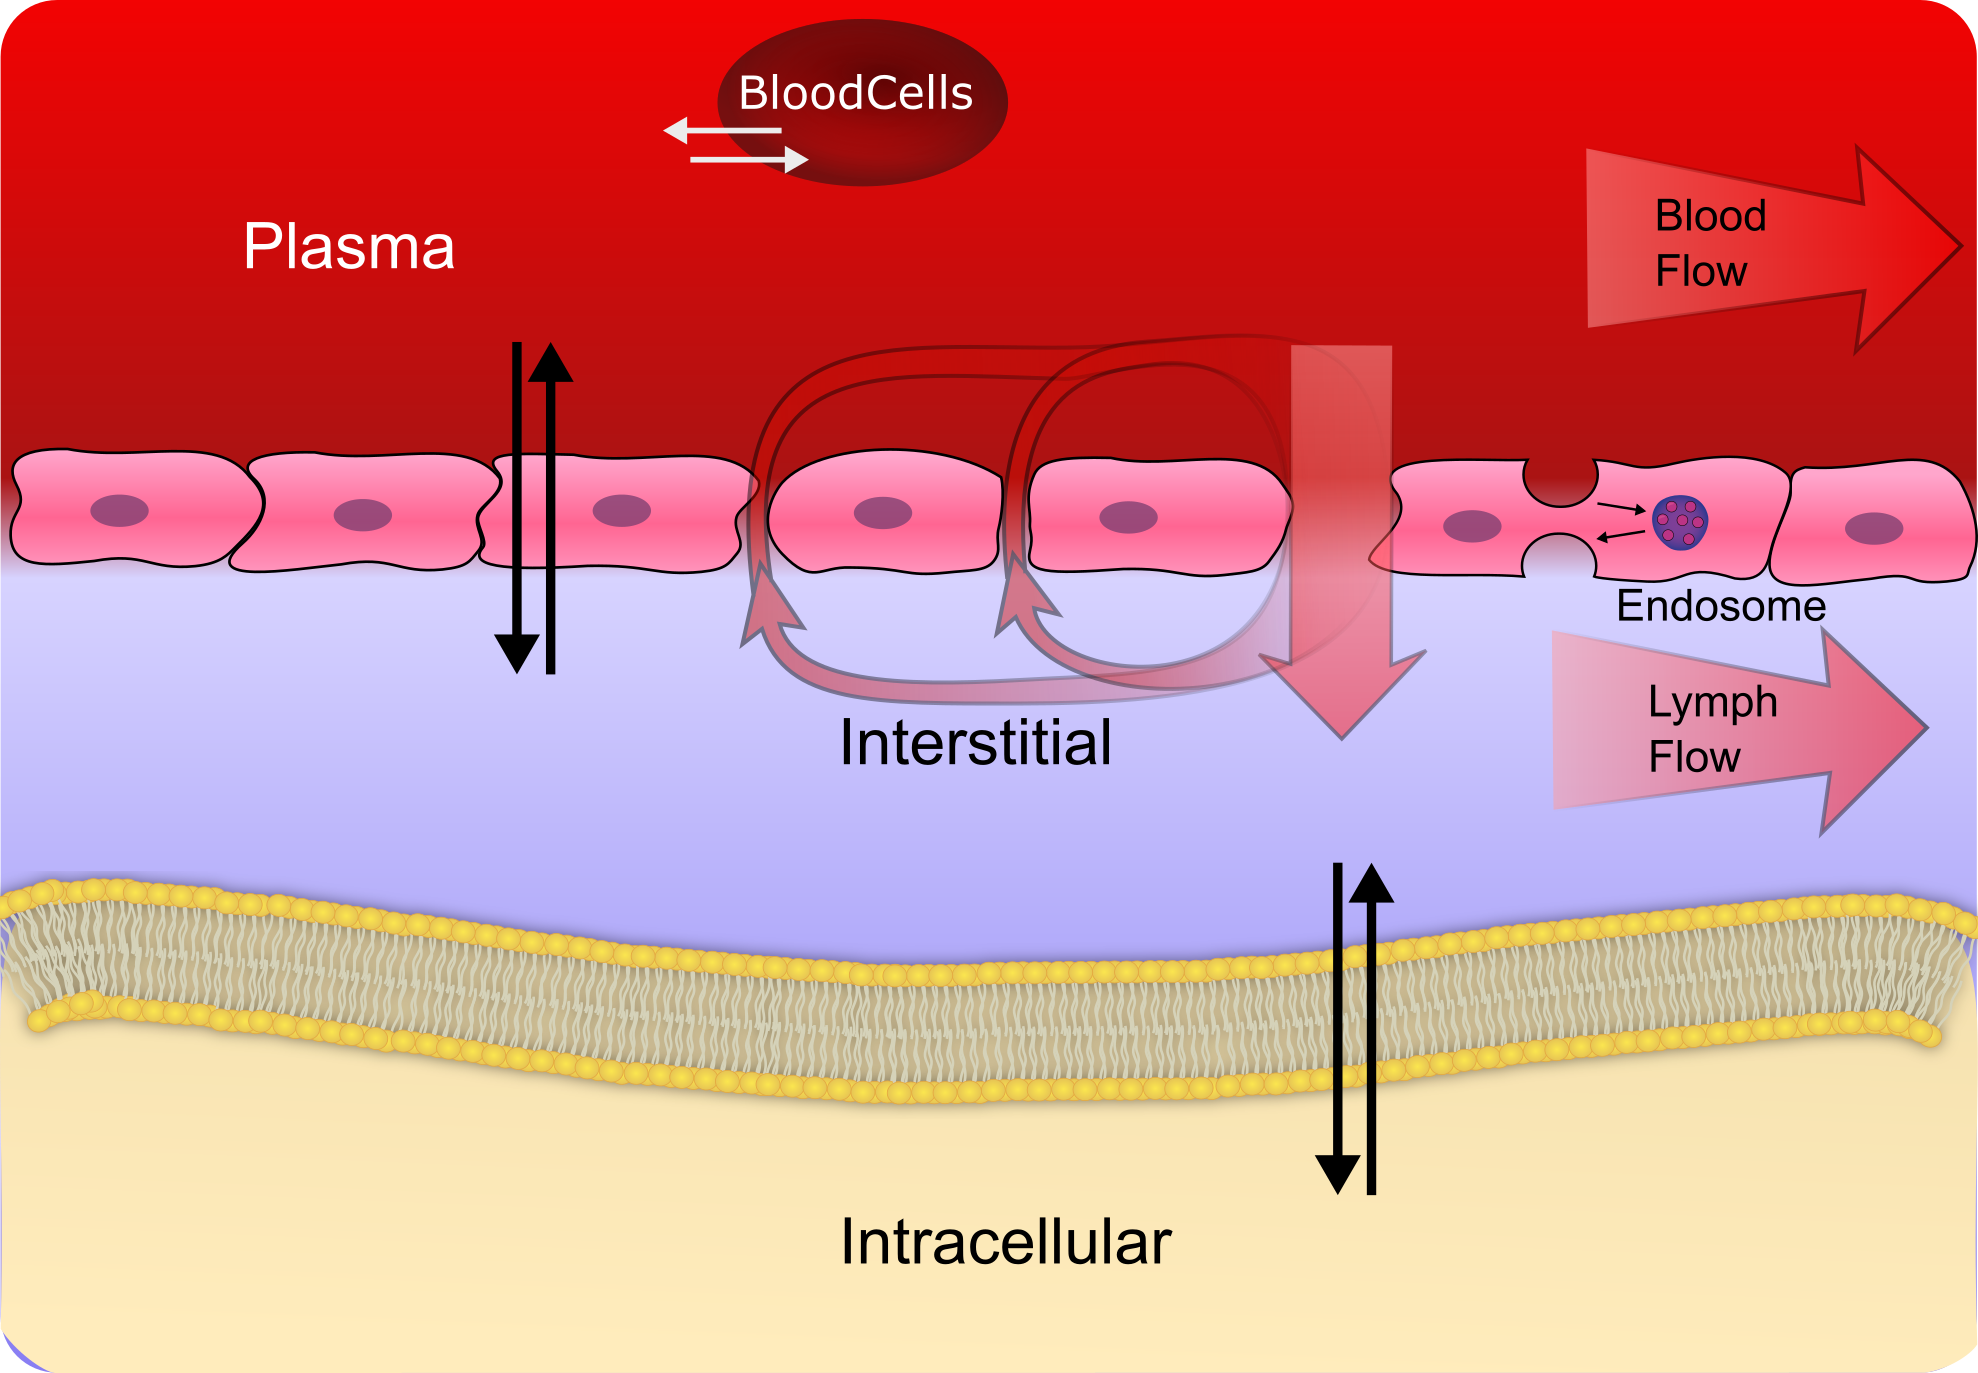 BloodCells
Plasma
Blood
Flow
Endosome
Lymph
Flow
Interstitial
Intracellular